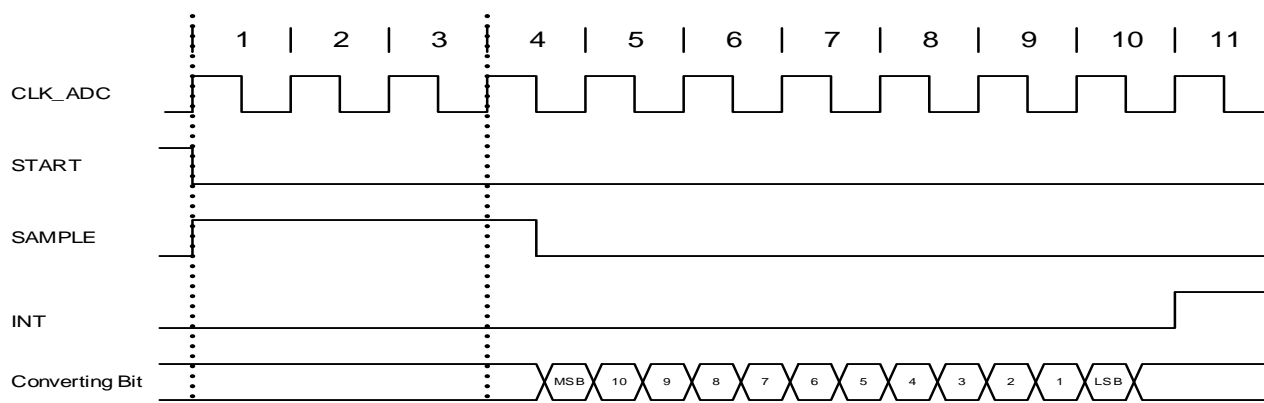 1 2 3 4 5 6 7 8 9 10 11
CLK_ADC
START
SAMPLE
INT
Converting Bit MSB 10 9 8 7 6 5 4 3 2 1 LSB